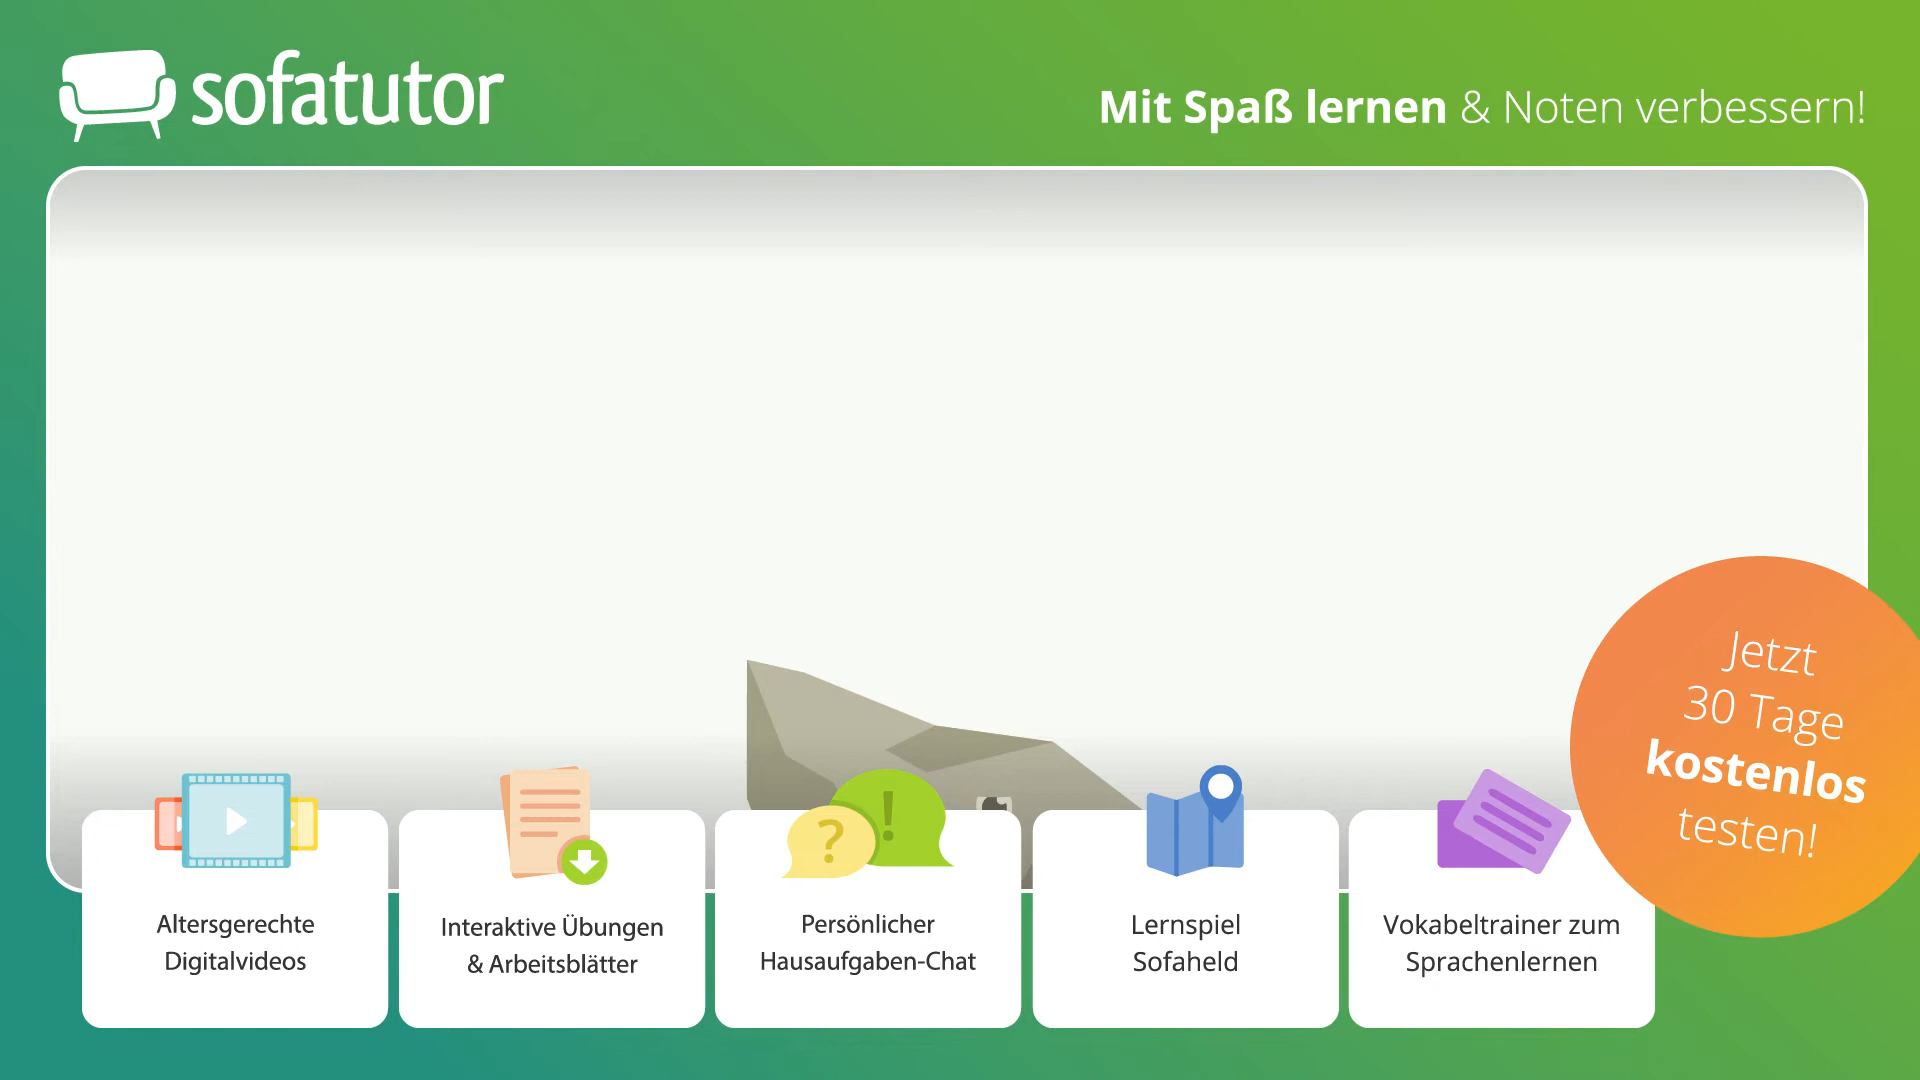 sofatutor
Mit Spaß lernen & Noten verbessern!
Jetzt
30 Tage
kostenlos
testen!
?
!
Altersgerechte
Digitalvideos
Interaktive Übungen
& Arbeitsblätter
Persönlicher
Hausaufgaben-Chat
Lernspiel
Sofaheld
Vokabeltrainer zum
Sprachenlernen